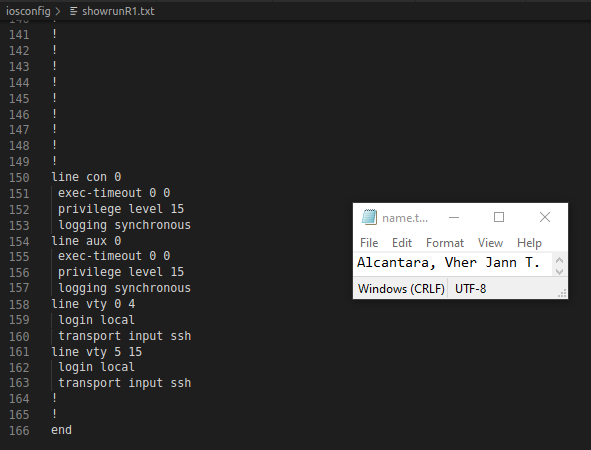 iosconfig > showrunR1.txt
140 !
141 !
142 !
143 !
144 !
145 !
146 !
147 !
148 !
149 !
150 line con 0
151  exec-timeout 0 0
152  privilege level 15
153  logging synchronous
154 line aux 0
155  exec-timeout 0 0
156  privilege level 15
157  logging synchronous
158 line vty 0 4
159  login local
160  transport input ssh
161 line vty 5 15
162  login local
163  transport input ssh
164 !
165 !
166 end
name.t...
File Edit Format View Help
Alcantara, Vher Jann T.
Windows (CRLF) UTF-8